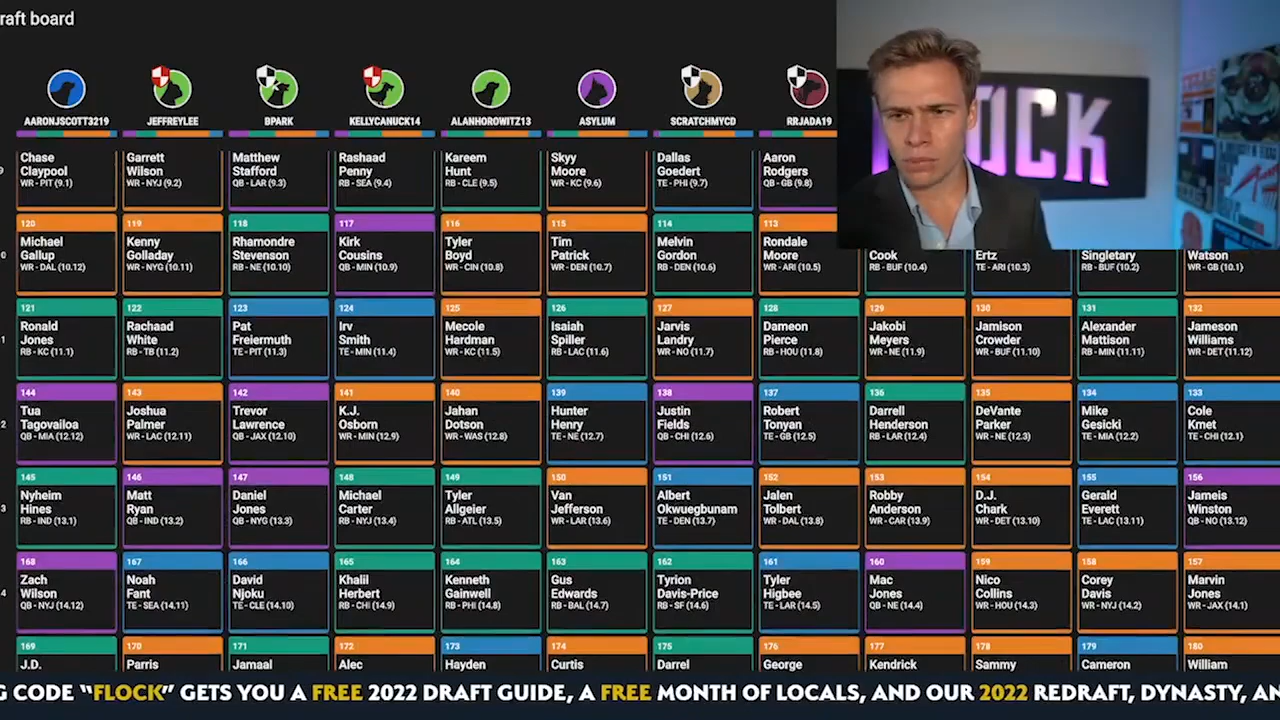 raft board
AARONJSCOTT3219 JEFFREYLEE BPARK KELLYCANUCK14 ALANHOROWITZ13 ASYLUM SCRATCHMYCD RRJADA19
OCK
Chase Garrett Matthew Rashaad Kareem Skyy Dallas Aaron
Claypool Wilson Stafford Penny Hunt Moore Goedert Rodgers
WR - PIT (9.1) WR - NYJ (9.2) QB - LAR (9.3) RB - SEA (9.4) RB - CLE (9.5) WR - KC (9.6) TE - PHI (9.7) QB - GB (9.8)
120 119 118 117 116 115 114 113
Michael Kenny Rhamondre Kirk Tyler Tim Melvin Rondale
Gallup Golladay Stevenson Cousins Boyd Patrick Gordon Moore Cook Ertz Singletary Watson
WR - DAL (10.12) WR - NYG (10.11) RB - NE (10.10) QB - MIN (10.9) WR - CIN (10.8) WR - DEN (10.7) RB - DEN (10.6) WR - ARI (10.5) RB - BUF (10.4) TE - ARI (10.3) RB - BUF (10.2) WR - GB (10.1)
121 122 123 124 125 126 127 128 129 130 131 132
Ronald Rachaad Pat Irv Mecole Isaiah Jarvis Dameon Jakobi Jamison Alexander Jameson
Jones White Freiermuth Smith Hardman Spiller Landry Pierce Meyers Crowder Mattison Williams
RB - KC (11.1) RB - TB (11.2) TE - PIT (11.3) TE - MIN (11.4) WR - KC (11.5) RB - LAC (11.6) WR - NO (11.7) RB - HOU (11.8) WR - NE (11.9) WR - BUF (11.10) RB - MIN (11.11) WR - DET (11.12)
144 143 142 141 140 139 138 137 136 135 134 133
Tua Joshua Trevor K.J. Jahan Hunter Justin Robert Darrell DeVante Mike Cole
Tagovailoa Palmer Lawrence Osborn Dotson Henry Fields Tonyan Henderson Parker Gesicki Kmet
QB - MIA (12.12) WR - LAC (12.11) QB - JAX (12.10) WR - MIN (12.9) WR - WAS (12.8) TE - NE (12.7) QB - CHI (12.6) TE - GB (12.5) RB - LAR (12.4) WR - NE (12.3) TE - MIA (12.2) TE - CHI (12.1)
145 146 147 148 149 150 151 152 153 154 155 156
Nyheim Matt Daniel Michael Tyler Van Albert Jalen Robby D.J. Gerald Jameis
Hines Ryan Jones Carter Allgeier Jefferson Okwuegbunam Tolbert Anderson Chark Everett Winston
RB - IND (13.1) QB - IND (13.2) QB - NYG (13.3) RB - NYJ (13.4) RB - ATL (13.5) WR - LAR (13.6) TE - DEN (13.7) WR - DAL (13.8) WR - CAR (13.9) WR - DET (13.10) TE - LAC (13.11) QB - NO (13.12)
168 167 166 165 164 163 162 161 160 159 158 157
Zach Noah David Khalil Kenneth Gus Tyrion Tyler Mac Nico Corey Marvin
Wilson Fant Njoku Herbert Gainwell Edwards Davis-Price Higbee Jones Collins Davis Jones
QB - NYJ (14.12) TE - SEA (14.11) TE - CLE (14.10) RB - CHI (14.9) RB - PHI (14.8) RB - BAL (14.7) RB - SF (14.6) TE - LAR (14.5) QB - NE (14.4) WR - HOU (14.3) WR - NYJ (14.2) WR - JAX (14.1)
169 170 171 172 173 174 175 176 177 178 179 180
J.D. Parris Jamaal Alec Hayden Curtis Darrel George Kendrick Sammy Cameron William
G CODE “FLOCK” GETS YOU A FREE 2022 DRAFT GUIDE, A FREE MONTH OF LOCALS, AND OUR 2022 REDRAFT, DYNASTY, AN